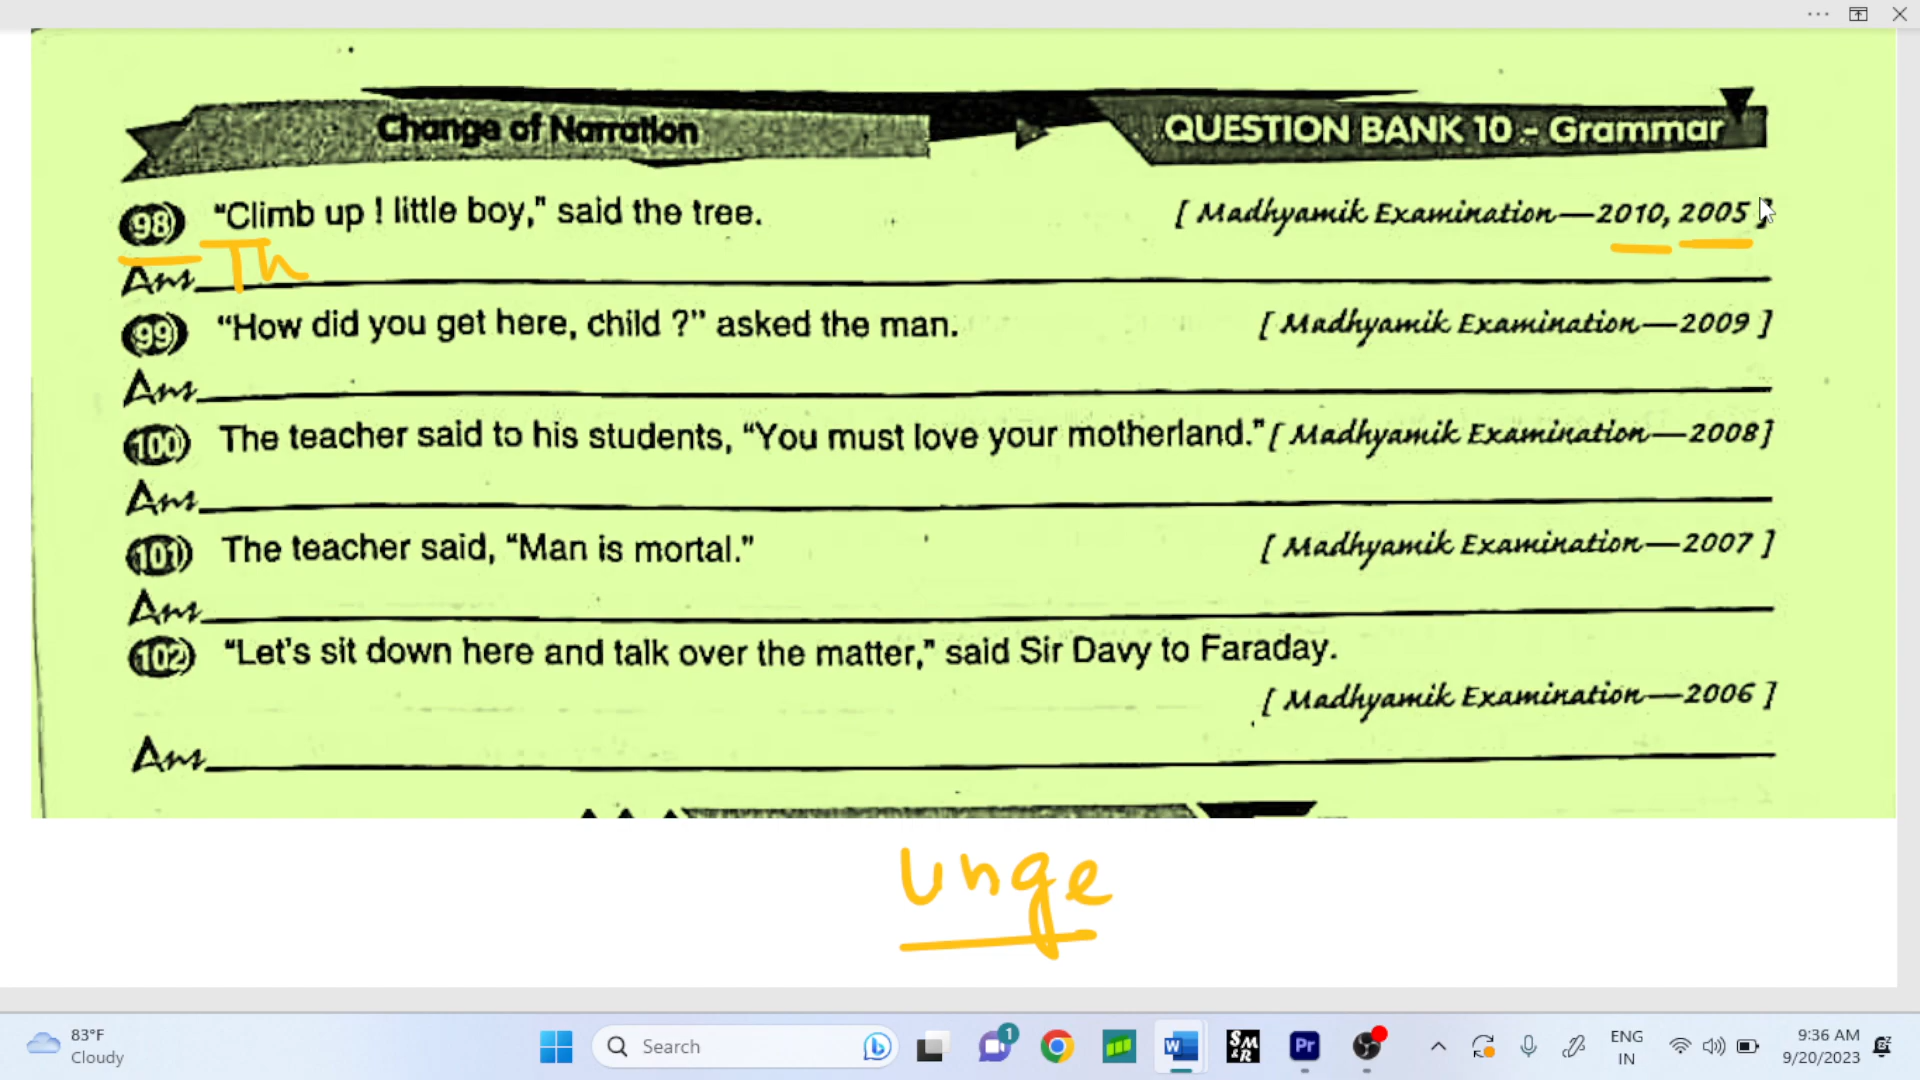 Change of Narration
QUESTION BANK 10 - Grammar
98 "Climb up ! little boy," said the tree. [ Madhyamik Examination—2010, 2005 ]
Th
Ans
99 "How did you get here, child ?" asked the man. [ Madhyamik Examination—2009 ]
Ans
100 The teacher said to his students, "You must love your motherland." [ Madhyamik Examination—2008]
Ans
101 The teacher said, "Man is mortal." [ Madhyamik Examination—2007 ]
Ans
102 "Let's sit down here and talk over the matter," said Sir Davy to Faraday.
[ Madhyamik Examination—2006 ]
Ans
Urge
83°F
Cloudy
Search
1
W
SM
&R
Pr
ENG
IN
9:36 AM
9/20/2023